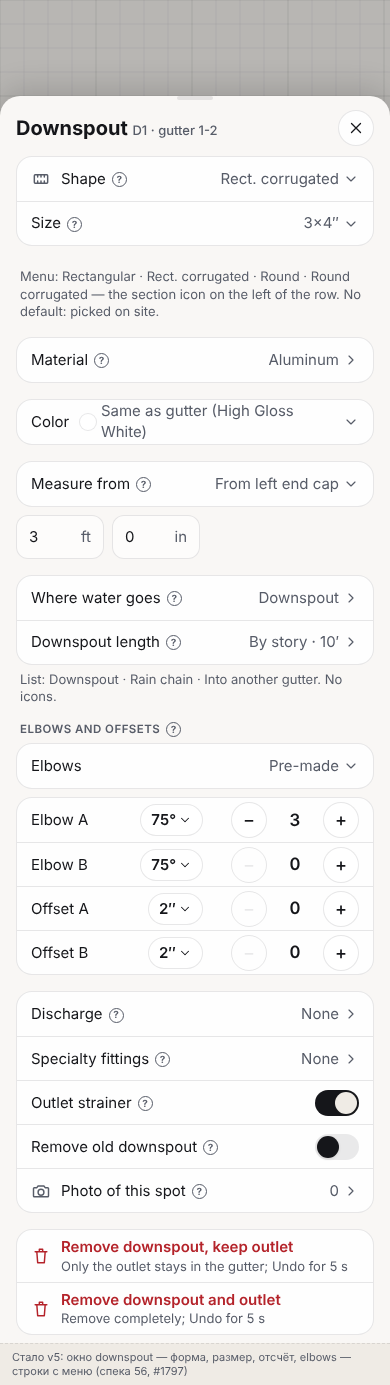 Downspout D1 · gutter 1-2
Shape ? Rect. corrugated
Size ? 3×4″
Menu: Rectangular · Rect. corrugated · Round · Round
corrugated — the section icon on the left of the row. No
default: picked on site.
Material ? Aluminum
Color Same as gutter (High Gloss
White)
Measure from ? From left end cap
3 ft 0 in
Where water goes ? Downspout
Downspout length ? By story · 10′
List: Downspout · Rain chain · Into another gutter. No
icons.
ELBOWS AND OFFSETS ?
Elbows Pre-made
Elbow A 75° − 3 +
Elbow B 75° − 0 +
Offset A 2″ − 0 +
Offset B 2″ − 0 +
Discharge ? None
Specialty fittings ? None
Outlet strainer ?
Remove old downspout ?
Photo of this spot ? 0
Remove downspout, keep outlet
Only the outlet stays in the gutter; Undo for 5 s
Remove downspout and outlet
Remove completely; Undo for 5 s
Стало v5: окно downspout — форма, размер, отсчёт, elbows —
строки с меню (спека 56, #1797)